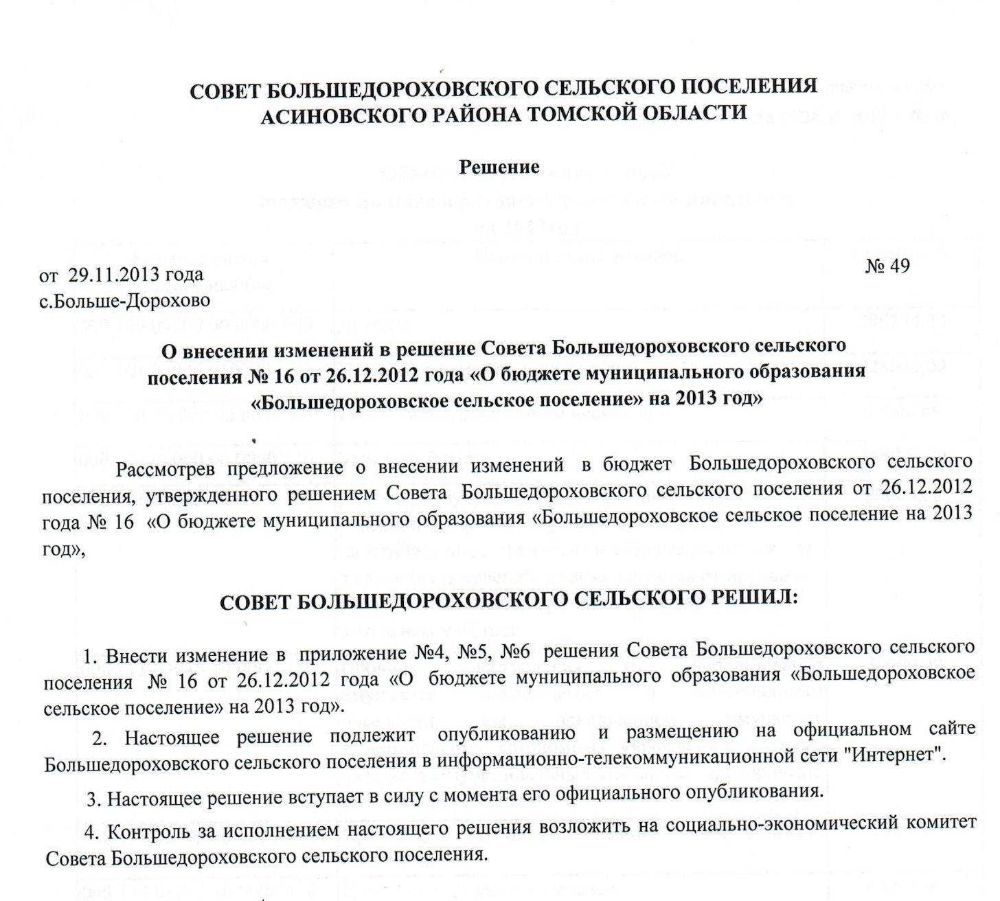 СОВЕТ БОЛЬШЕДОРОХОВСКОГО СЕЛЬСКОГО ПОСЕЛЕНИЯ
АСИНОВСКОГО РАЙОНА ТОМСКОЙ ОБЛАСТИ
Решение
от 29.11.2013 года № 49
с.Больше-Дорохово
О внесении изменений в решение Совета Большедороховского сельского
поселения № 16 от 26.12.2012 года «О бюджете муниципального образования
«Большедороховское сельское поселение» на 2013 год»
Рассмотрев предложение о внесении изменений в бюджет Большедороховского сельского
поселения, утвержденного решением Совета Большедороховского сельского поселения от 26.12.2012
года № 16 «О бюджете муниципального образования «Большедороховское сельское поселение на 2013
год»,
СОВЕТ БОЛЬШЕДОРОХОВСКОГО СЕЛЬСКОГО РЕШИЛ:
1. Внести изменение в приложение №4, №5, №6 решения Совета Большедороховского сельского
поселения № 16 от 26.12.2012 года «О бюджете муниципального образования «Большедороховское
сельское поселение» на 2013 год».
2. Настоящее решение подлежит опубликованию и размещению на официальном сайте
Большедороховского сельского поселения в информационно-телекоммуникационной сети "Интернет".
3. Настоящее решение вступает в силу с момента его официального опубликования.
4. Контроль за исполнением настоящего решения возложить на социально-экономический комитет
Совета Большедороховского сельского поселения.